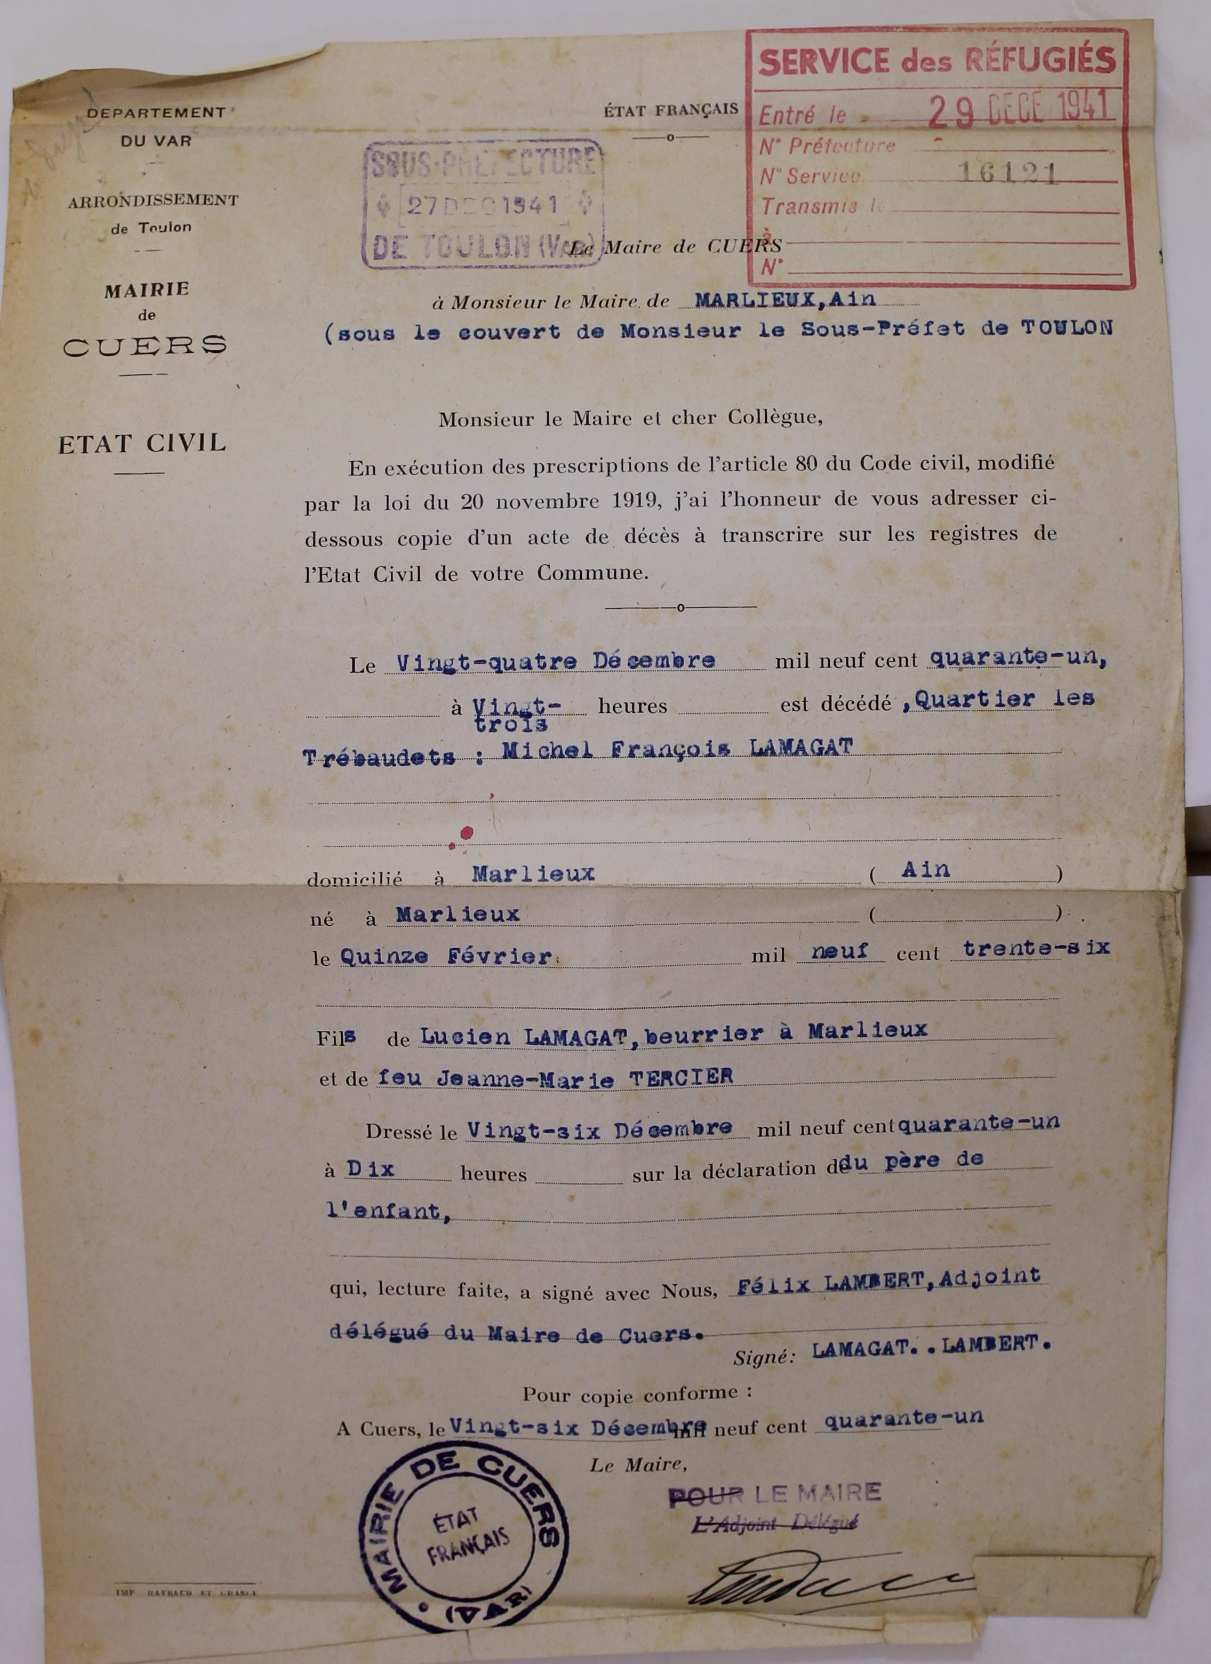 DEPARTEMENT
DU VAR
ARRONDISSEMENT
de Toulon
MAIRIE
de
CUERS
ETAT CIVIL
ÉTAT FRANÇAIS
SERVICE des RÉFUGIÉS
Entré le 29 DECE 1941
N° Préfecture
N° Service 16121
Transmis le
à
N°
SOUS-PRÉFECTURE
27 DEC 1941
DE TOULON (VAR)
Le Maire de CUERS
à Monsieur le Maire de MARLIEUX,Ain
(sous le couvert de Monsieur le Sous-Préfet de TOULON
Monsieur le Maire et cher Collègue,
En exécution des prescriptions de l'article 80 du Code civil, modifié
par la loi du 20 novembre 1919, j'ai l'honneur de vous adresser ci-
dessous copie d'un acte de décès à transcrire sur les registres de
l'Etat Civil de votre Commune.
Le Vingt-quatre Décembre mil neuf cent quarante-un,
à Vingt- heures est décédé ,Quartier les
trois
Trébaudets : Michel François LAMAGAT
domicilié à Marlieux ( Ain )
né à Marlieux ( )
le Quinze Février mil neuf cent trente-six
Fils de Lucien LAMAGAT,beurrier à Marlieux
et de feu Jeanne-Marie TERCIER
Dressé le Vingt-six Décembre mil neuf cent quarante-un
à Dix heures sur la déclaration de du père de
l'enfant,
qui, lecture faite, a signé avec Nous, Félix LAMBERT,Adjoint
délégué du Maire de Cuers.
Signé: LAMAGAT..LAMBERT.
Pour copie conforme :
A Cuers, le Vingt-six Décembre mil neuf cent quarante-un
Le Maire,
POUR LE MAIRE
L'Adjoint Délégué
MAIRIE DE CUERS
ÉTAT
FRANÇAIS
(VAR)